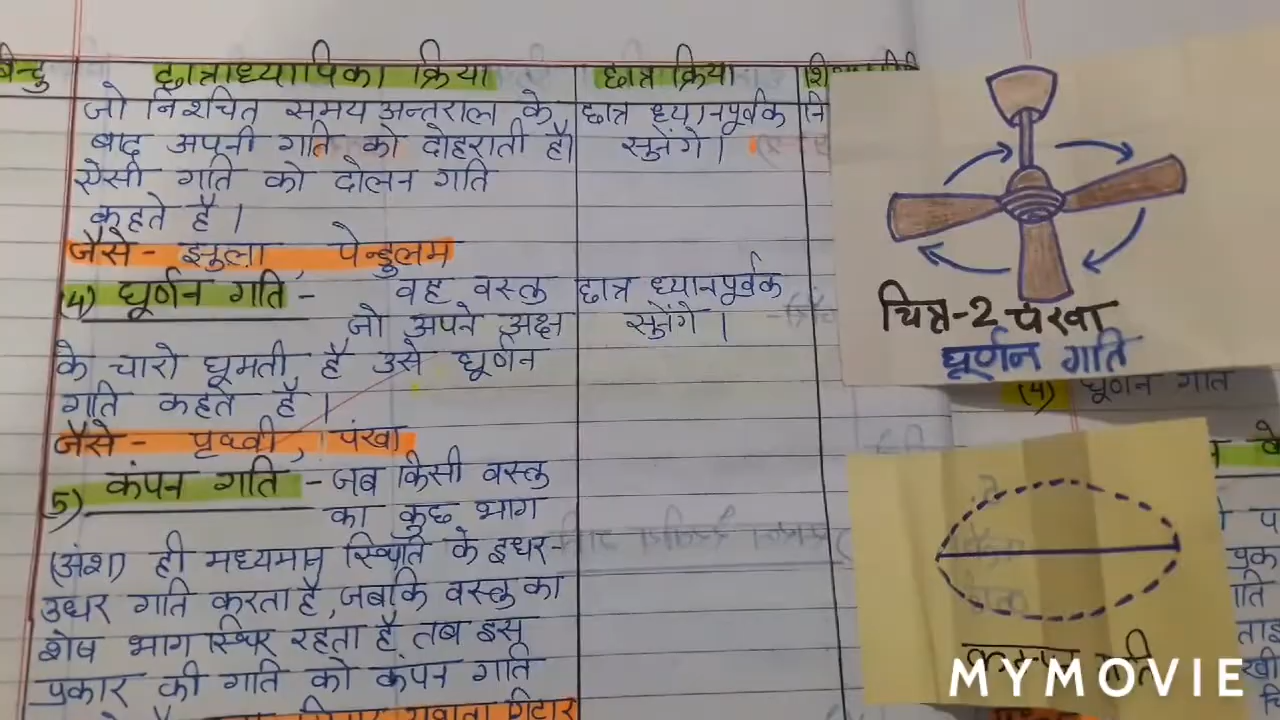 छात्राध्यापिका क्रिया
छात्र क्रिया
जो निश्चित समय अन्तराल के
बाद अपनी गति को दोहराती है।
ऐसी गति को दोलन गति
कहते है।
जैसे- झुला, पेन्डुलम
छात्र ध्यानपूर्वक
सुनेंगे।
(4) घूर्णन गति - वह वस्तु
जो अपने अक्ष
के चारो घूमती है उसे घूर्णन
गति कहते है।
जैसे- पृथ्वी, पंखा
छात्र ध्यानपूर्वक
सुनेंगे।
5) कंपन गति - जब किसी वस्तु
का कुछ भाग
(अंश) ही मध्यमान स्थिति के इधर-
उधर गति करता है, जबकि वस्तु का
शेष भाग स्थिर रहता है. तब इस
प्रकार की गति को कंपन गति
चित्र-2 पंखा
घूर्णन गति
(4) घूर्णन गति
गति
MYMOVIE